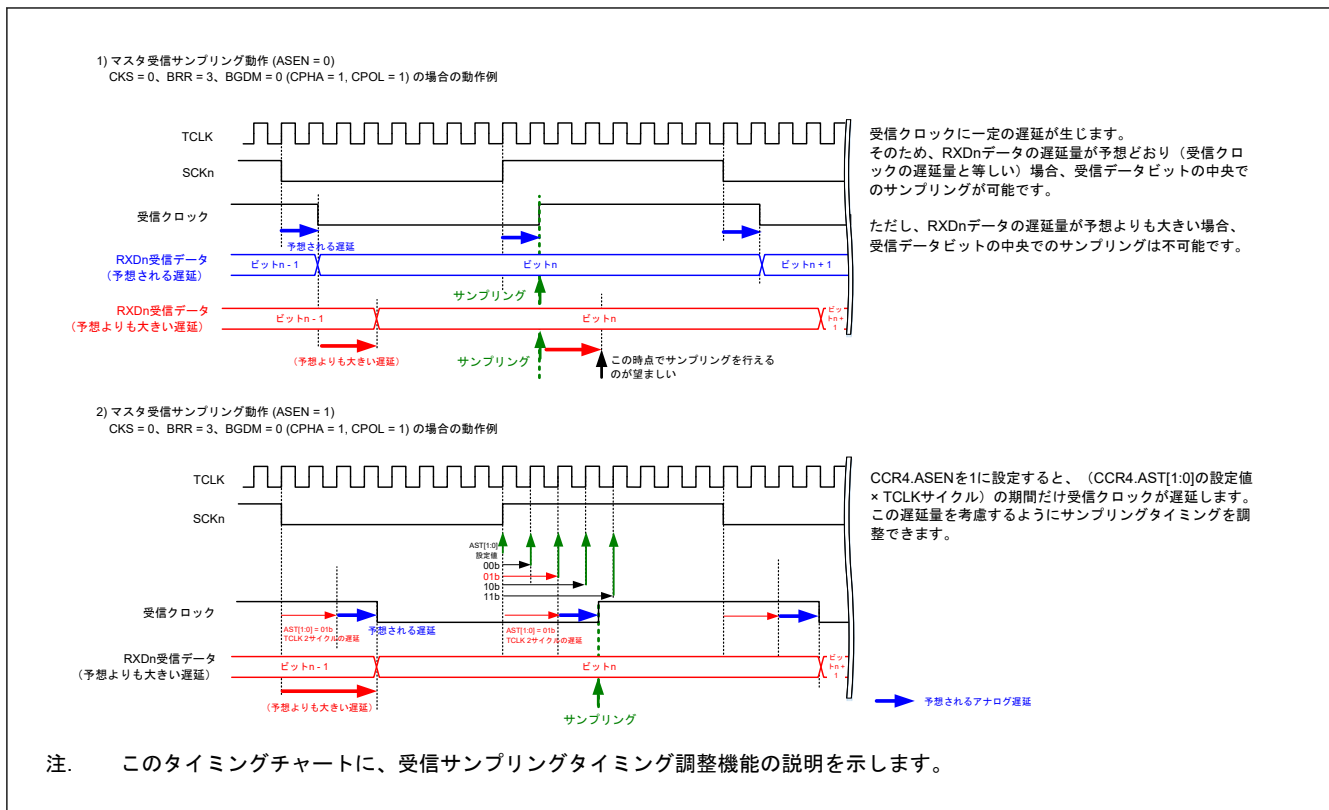 1) マスタ受信サンプリング動作 (ASEN = 0)
CKS = 0、BRR = 3、BGDM = 0 (CPHA = 1, CPOL = 1) の場合の動作例
TCLK
SCKn
受信クロック
予想される遅延
RXDn受信データ
(予想される遅延)
ビットn - 1
ビットn
ビットn + 1
サンプリング
RXDn受信データ
(予想よりも大きい遅延)
ビットn - 1
ビットn
ビッ
トn +
1
(予想よりも大きい遅延)
サンプリング
この時点でサンプリングを行える
のが望ましい
受信クロックに一定の遅延が生じます。
そのため、RXDnデータの遅延量が予想どおり（受信クロ
ックの遅延量と等しい）場合、受信データビットの中央で
のサンプリングが可能です。
ただし、RXDnデータの遅延量が予想よりも大きい場合、
受信データビットの中央でのサンプリングは不可能です。
2) マスタ受信サンプリング動作 (ASEN = 1)
CKS = 0、BRR = 3、BGDM = 0 (CPHA = 1, CPOL = 1) の場合の動作例
TCLK
SCKn
AST[1:0]
設定値
00b
01b
10b
11b
受信クロック
AST[1:0] = 01b
TCLK 2サイクルの遅延
予想される遅延
AST[1:0] = 01b
TCLK 2サイクルの遅延
RXDn受信データ
(予想よりも大きい遅延)
ビットn - 1
ビットn
ビッ
トn +
1
(予想よりも大きい遅延)
サンプリング
CCR4.ASENを1に設定すると、（CCR4.AST[1:0]の設定値
× TCLKサイクル）の期間だけ受信クロックが遅延します。
この遅延量を考慮するようにサンプリングタイミングを調
整できます。
予想されるアナログ遅延
注. このタイミングチャートに、受信サンプリングタイミング調整機能の説明を示します。